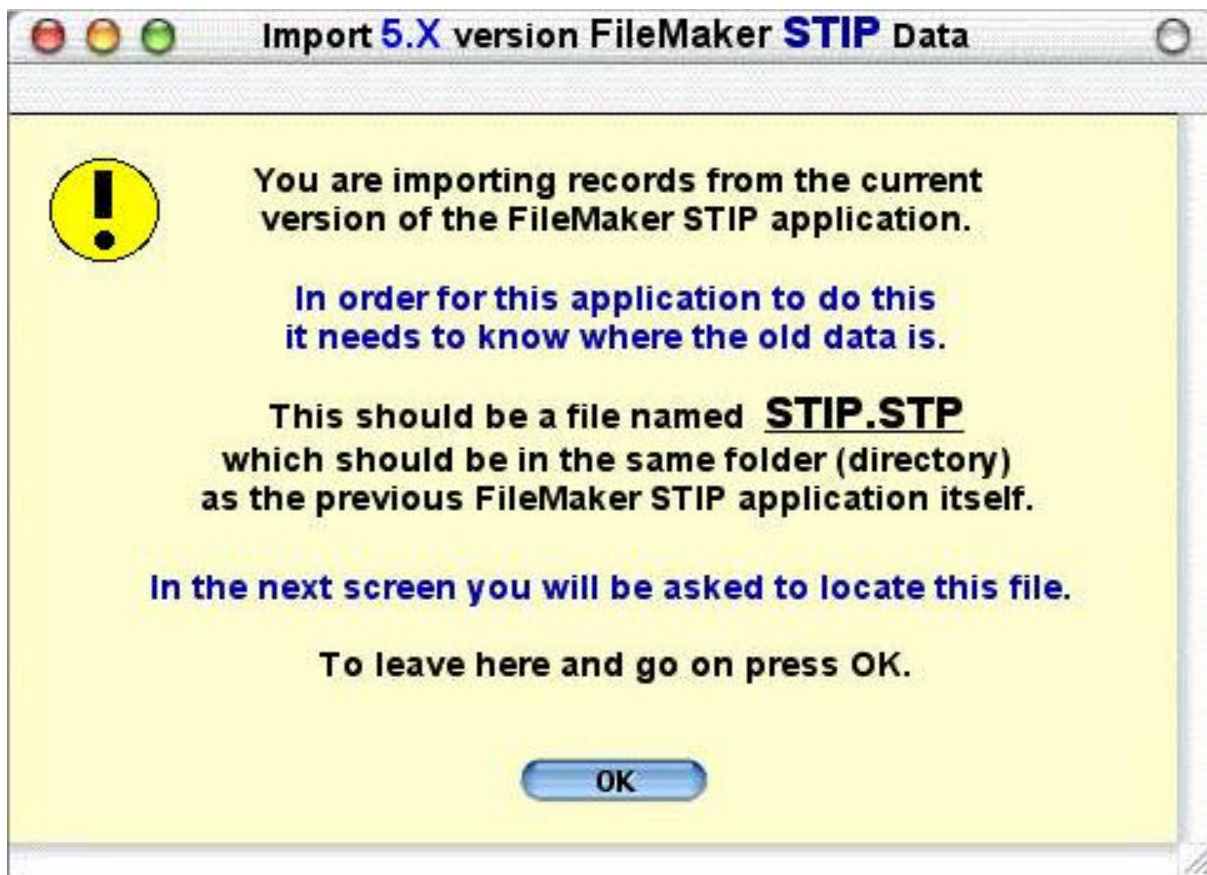 Import 5.X version FileMaker STIP Data
You are importing records from the current
version of the FileMaker STIP application.
In order for this application to do this
it needs to know where the old data is.
This should be a file named STIP.STP
which should be in the same folder (directory)
as the previous FileMaker STIP application itself.
In the next screen you will be asked to locate this file.
To leave here and go on press OK.
OK